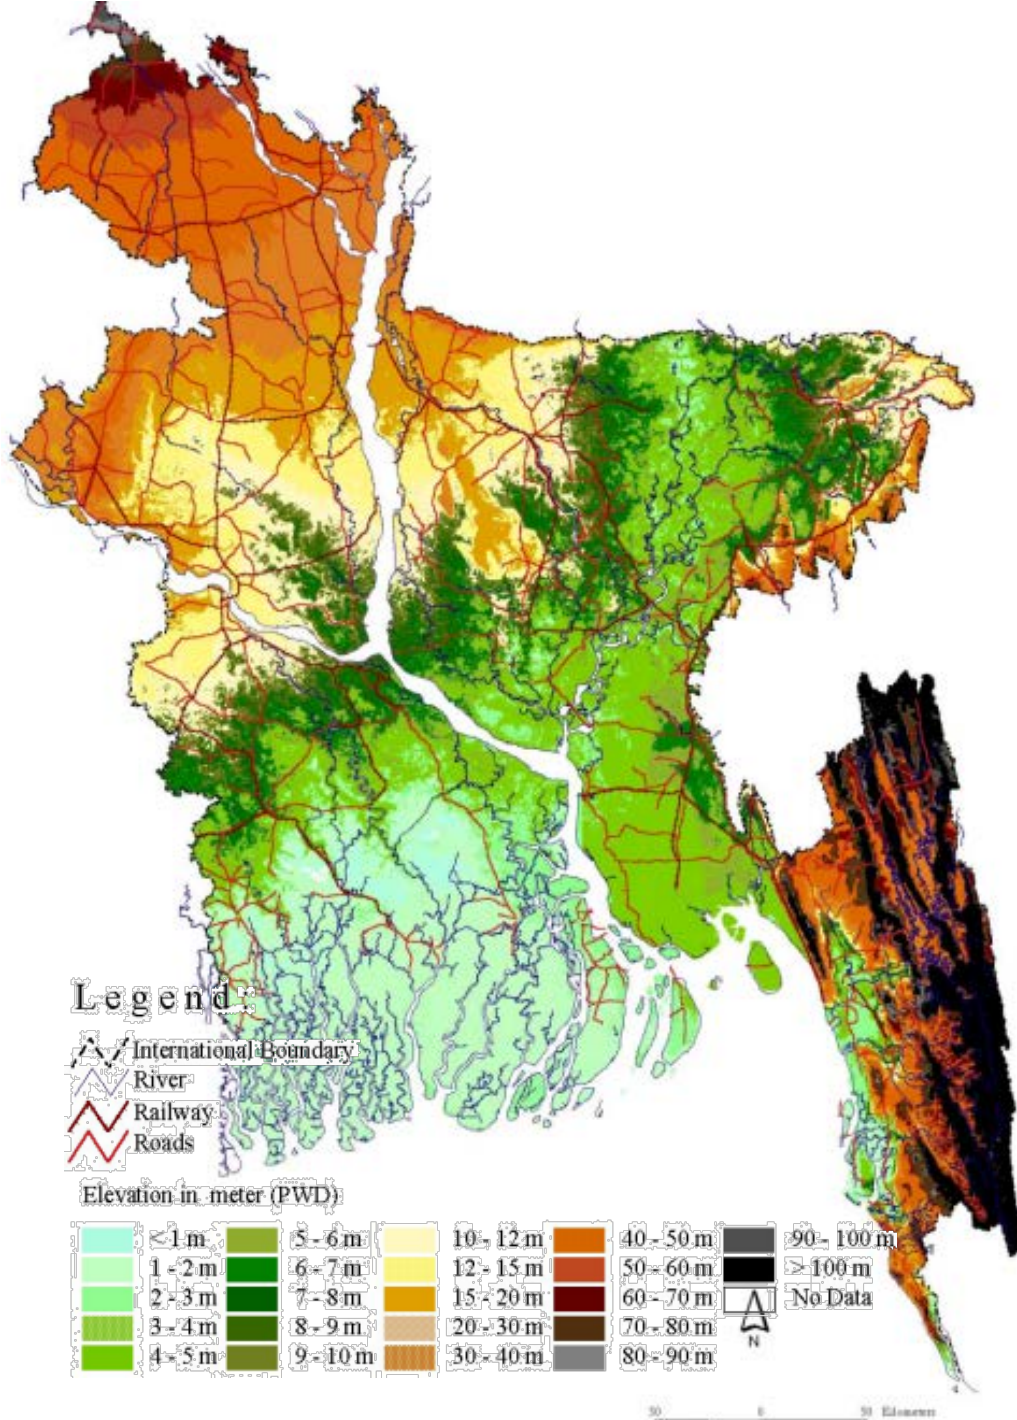 Legend:
International Boundary
River
Railway
Roads
Elevation in meter (PWD)
< 1 m
1 - 2 m
2 - 3 m
3 - 4 m
4 - 5 m
5 - 6 m
6 - 7 m
7 - 8 m
8 - 9 m
9 - 10 m
10 - 12 m
12 - 15 m
15 - 20 m
20 - 30 m
30 - 40 m
40 - 50 m
50 - 60 m
60 - 70 m
70 - 80 m
80 - 90 m
90 - 100 m
> 100 m
No Data
N
50 0 50 Kilometers